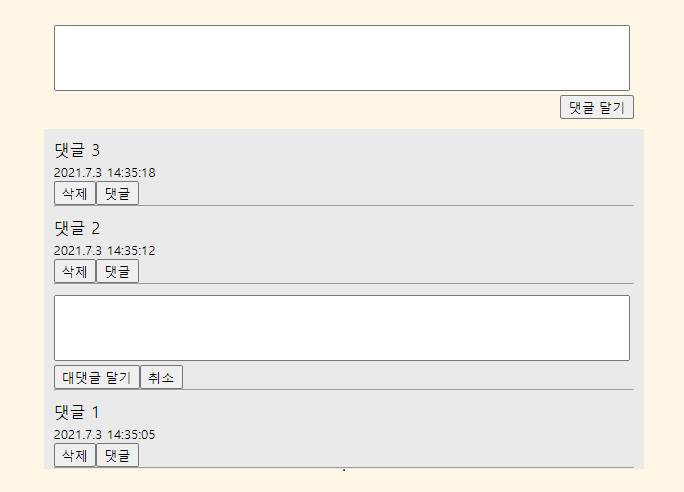 댓글 달기
댓글 3
2021.7.3 14:35:18
삭제 댓글
댓글 2
2021.7.3 14:35:12
삭제 댓글
대댓글 달기 취소
댓글 1
2021.7.3 14:35:05
삭제 댓글